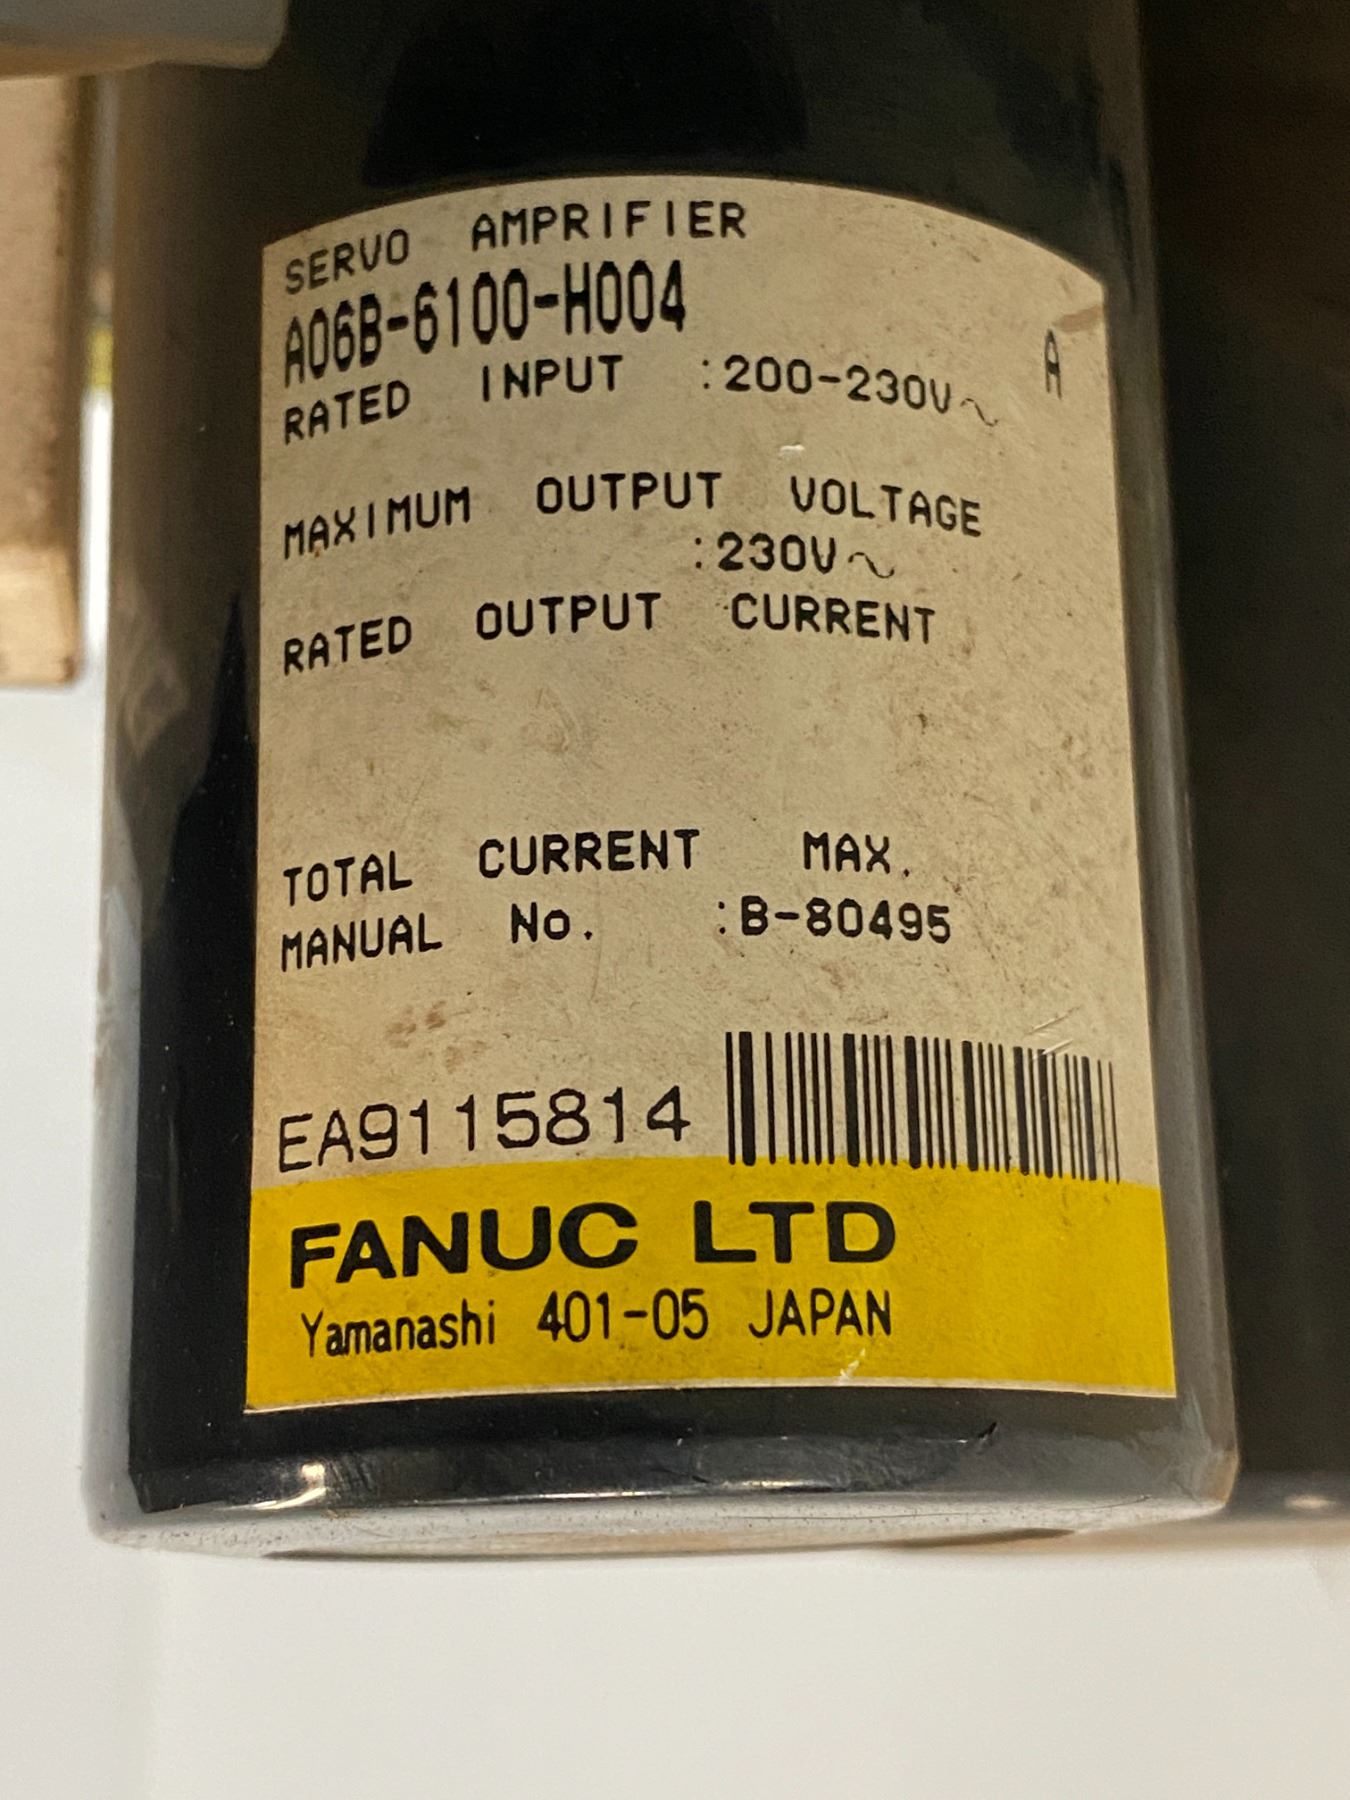 SERVO AMPRIFIER
A06B-6100-H004 A
RATED INPUT :200-230V~
MAXIMUM OUTPUT VOLTAGE
:230V~
RATED OUTPUT CURRENT
TOTAL CURRENT MAX.
MANUAL No. :B-80495
EA9115814
FANUC LTD
Yamanashi 401-05 JAPAN